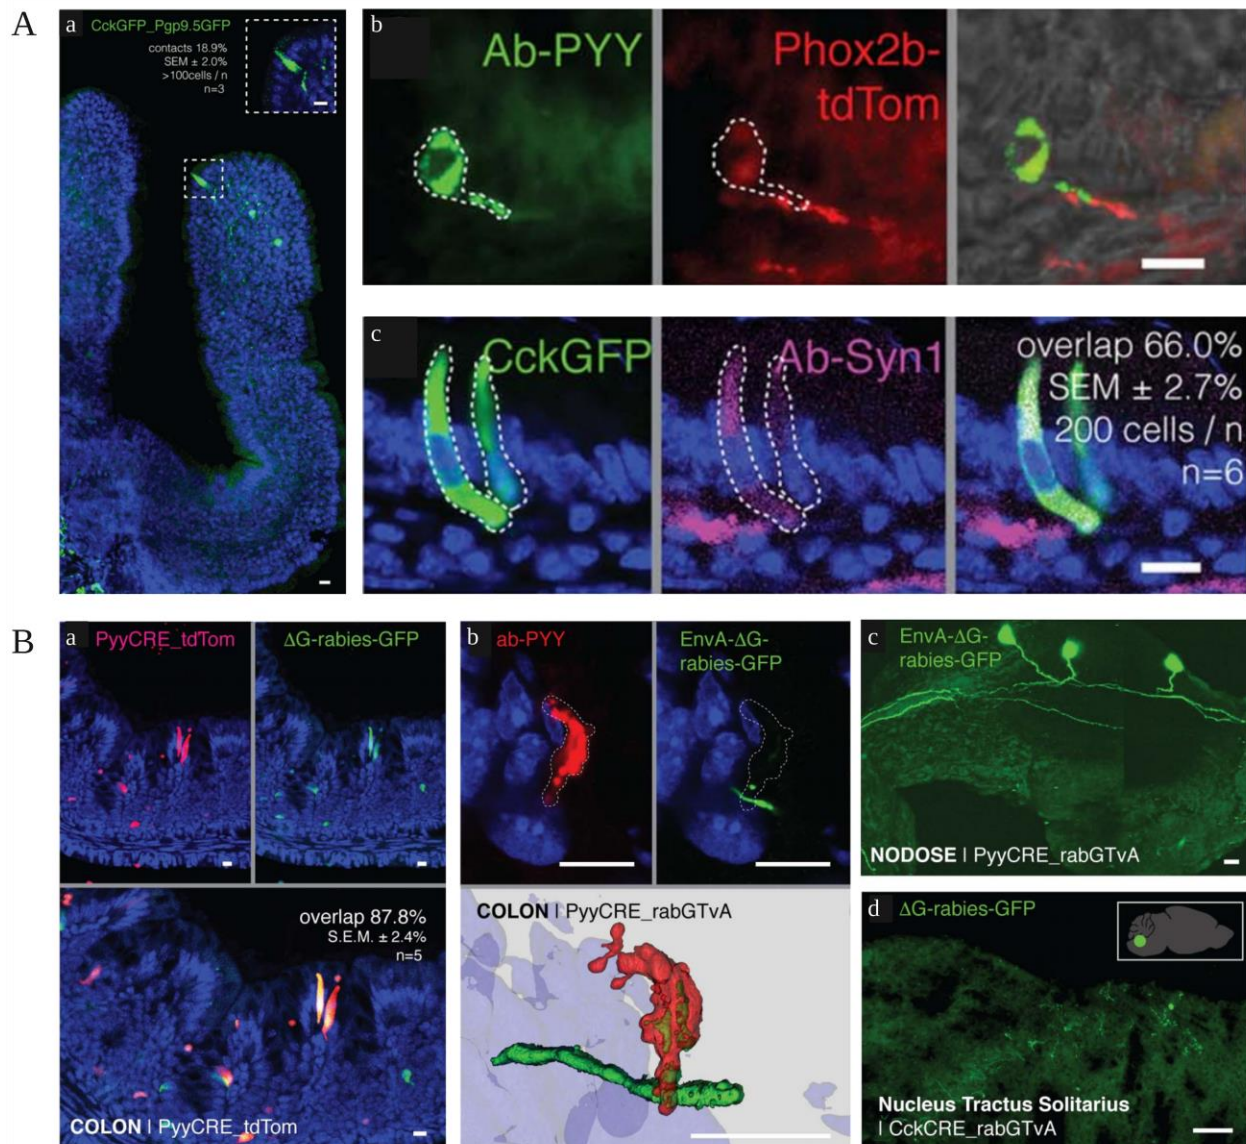 A
a
CckGFP_Pgp9.5GFP
contacts 18.9%
SEM ± 2.0%
>100cells / n
n=3
b
Ab-PYY
Phox2b-
tdTom
c
CckGFP
Ab-Syn1
overlap 66.0%
SEM ± 2.7%
200 cells / n
n=6
B
a
PyyCRE_tdTom
ΔG-rabies-GFP
overlap 87.8%
S.E.M. ± 2.4%
n=5
COLON | PyyCRE_tdTom
b
ab-PYY
EnvA-ΔG-
rabies-GFP
COLON | PyyCRE_rabGTvA
c
EnvA-ΔG-
rabies-GFP
NODOSE | PyyCRE_rabGTvA
d
ΔG-rabies-GFP
Nucleus Tractus Solitarius
| CckCRE_rabGTvA